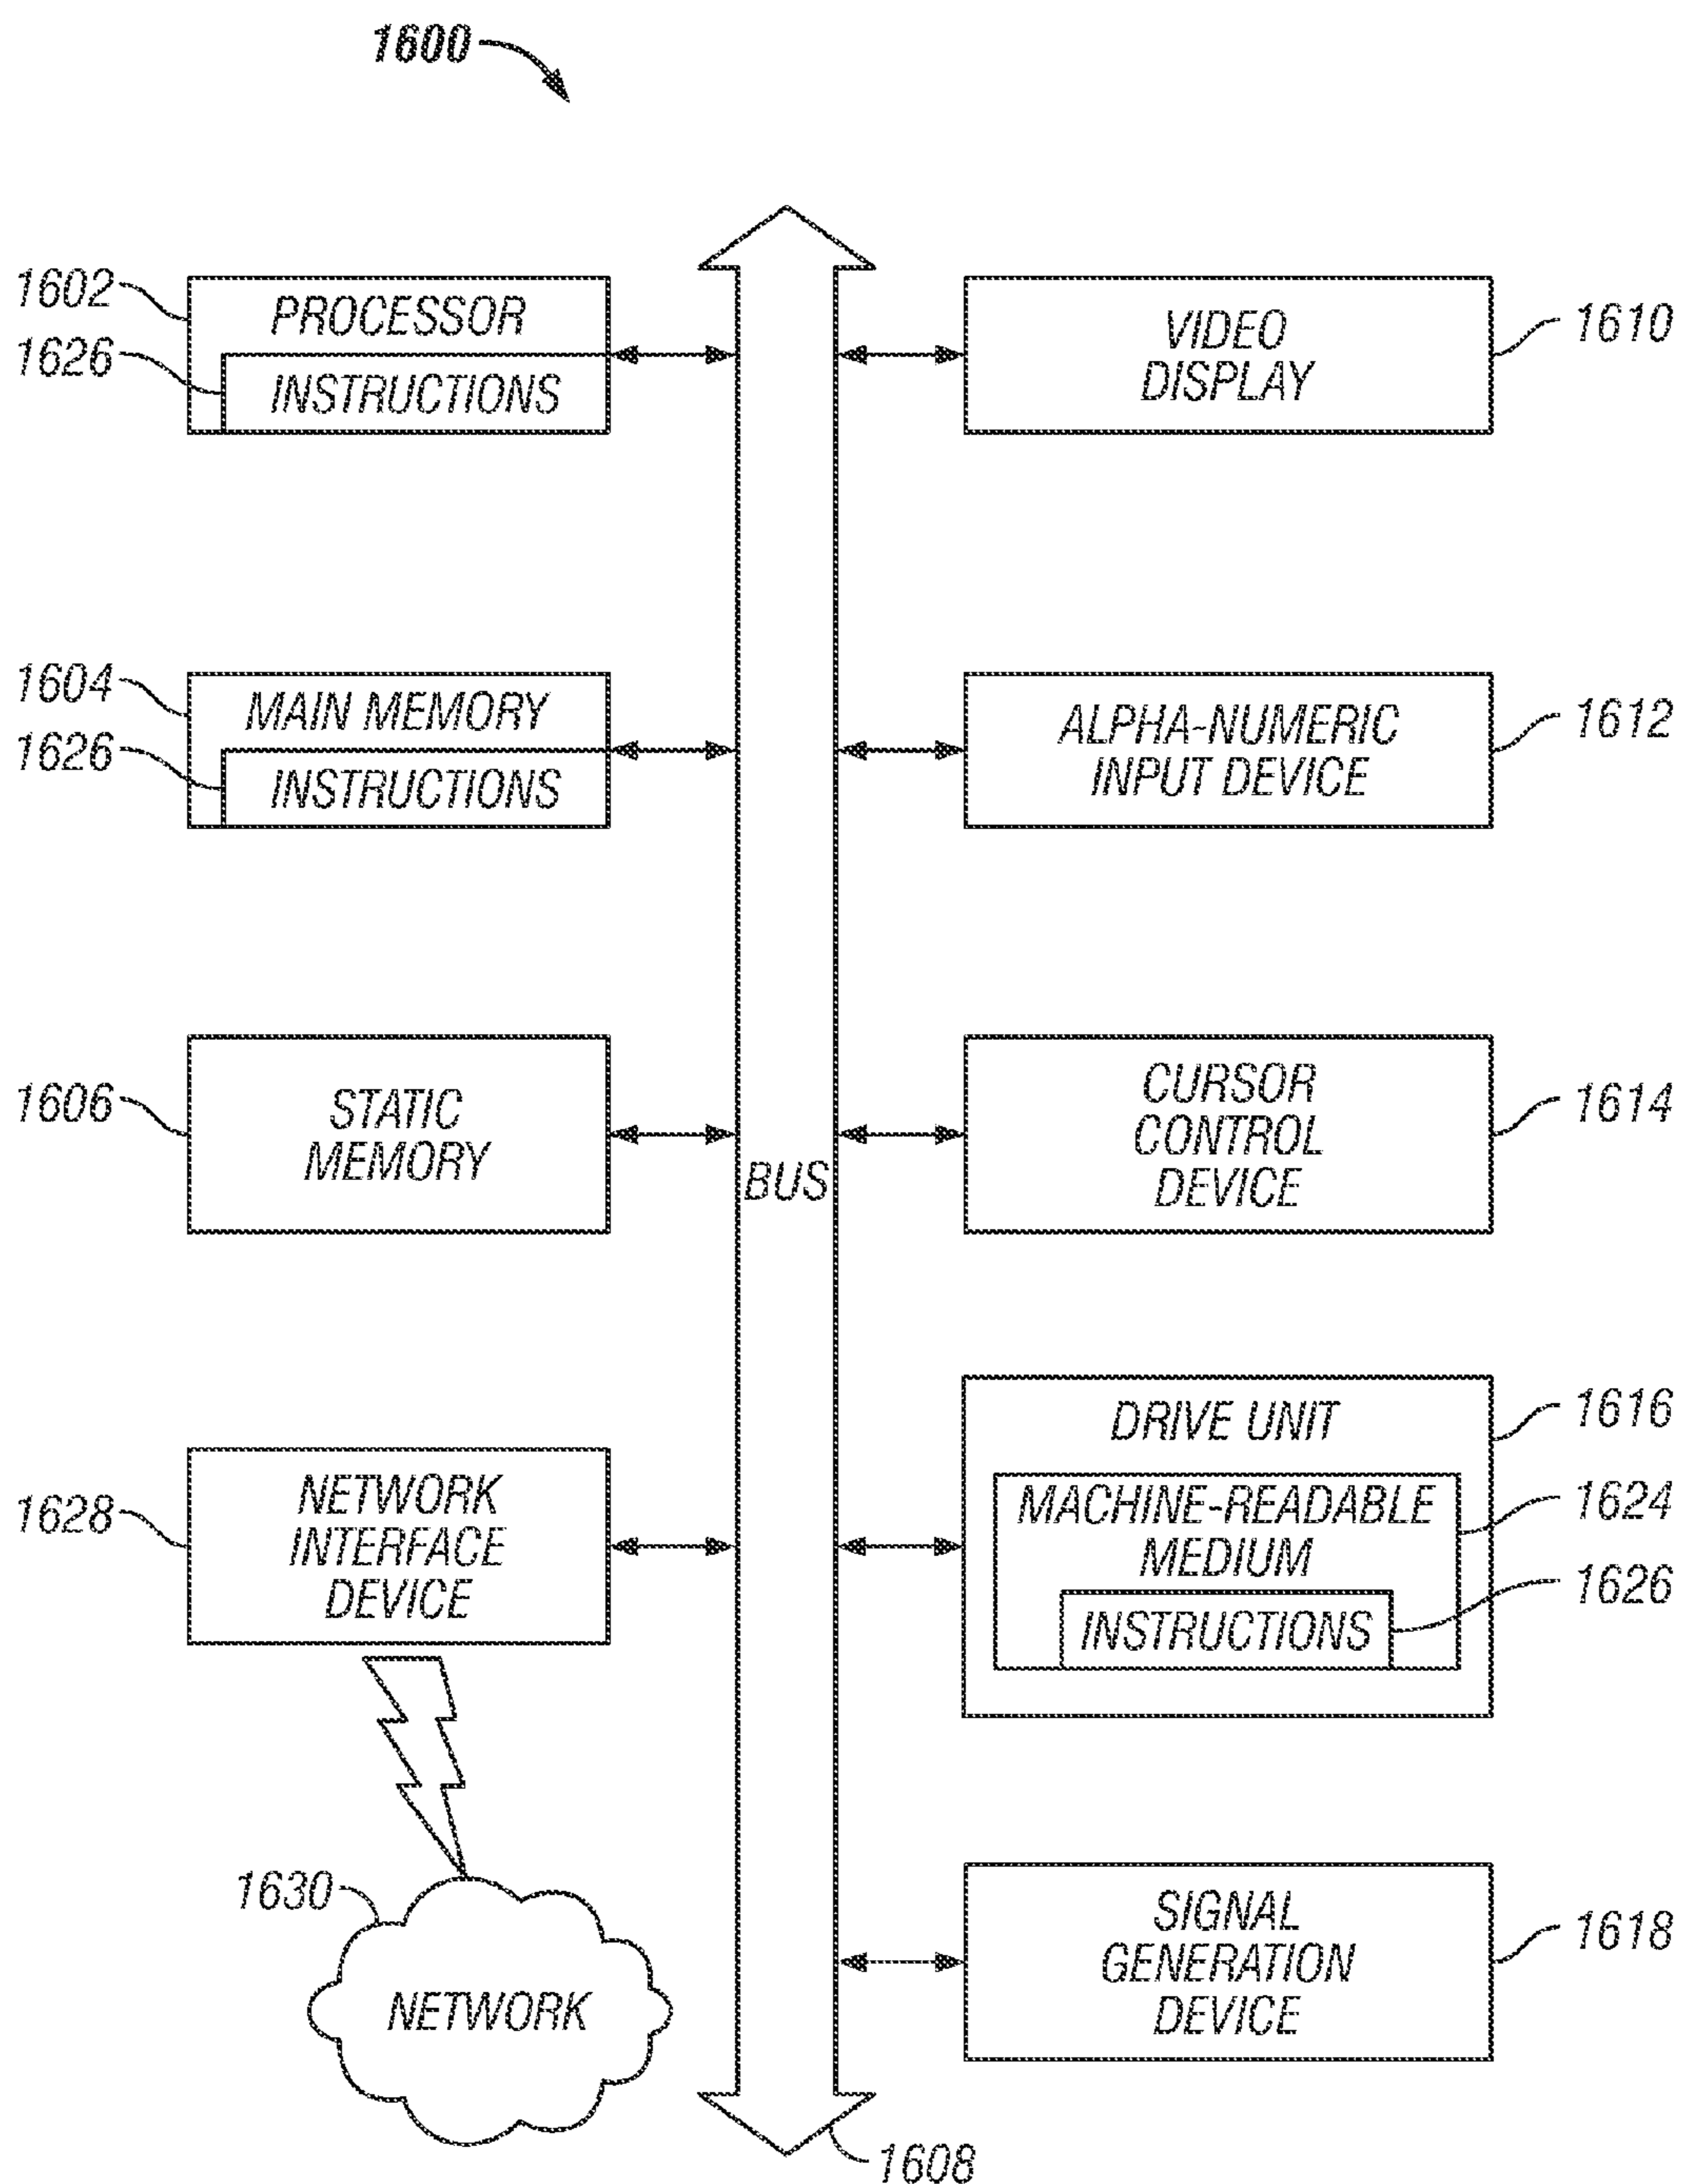 1600
1602
PROCESSOR
1626
INSTRUCTIONS
VIDEO
DISPLAY
1610
1604
MAIN MEMORY
1626
INSTRUCTIONS
ALPHA-NUMERIC
INPUT DEVICE
1612
1606
STATIC
MEMORY
BUS
CURSOR
CONTROL
DEVICE
1614
1628
NETWORK
INTERFACE
DEVICE
DRIVE UNIT
1616
MACHINE-READABLE
MEDIUM
1624
INSTRUCTIONS
1626
1630
NETWORK
SIGNAL
GENERATION
DEVICE
1618
1608